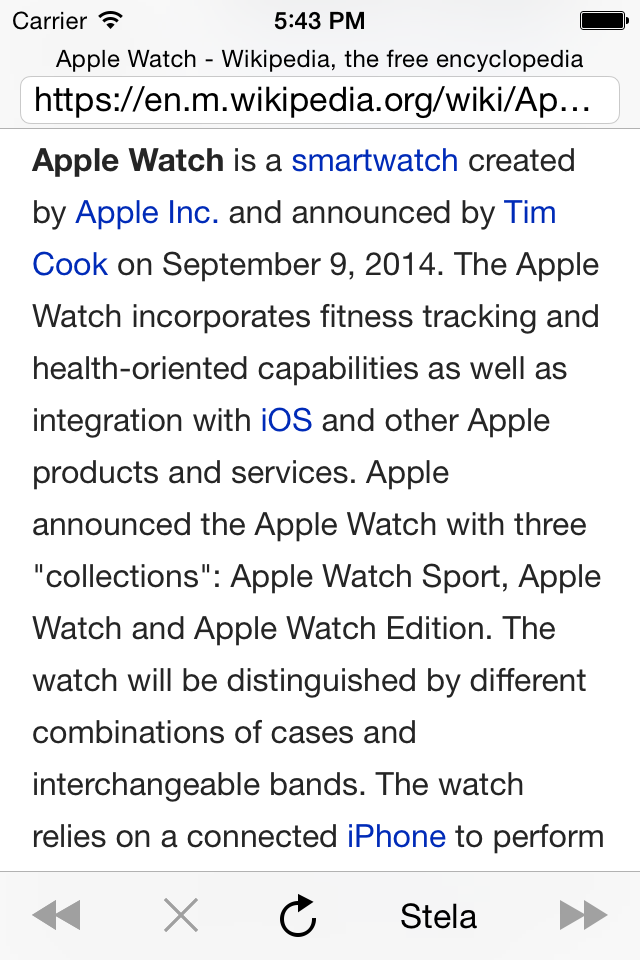 Carrier 5:43 PM
Apple Watch - Wikipedia, the free encyclopedia
https://en.m.wikipedia.org/wiki/Ap...
Apple Watch is a smartwatch created
by Apple Inc. and announced by Tim
Cook on September 9, 2014. The Apple
Watch incorporates fitness tracking and
health-oriented capabilities as well as
integration with iOS and other Apple
products and services. Apple
announced the Apple Watch with three
"collections": Apple Watch Sport, Apple
Watch and Apple Watch Edition. The
watch will be distinguished by different
combinations of cases and
interchangeable bands. The watch
relies on a connected iPhone to perform
Stela